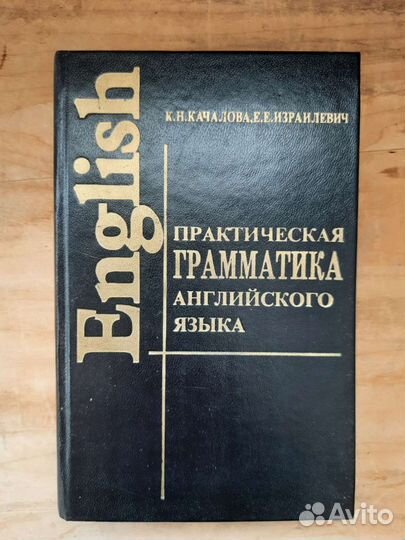 English
К.Н.КАЧАЛОВА,Е.Е.ИЗРАИЛЕВИЧ
ПРАКТИЧЕСКАЯ
ГРАММАТИКА
АНГЛИЙСКОГО
ЯЗЫКА
Avito